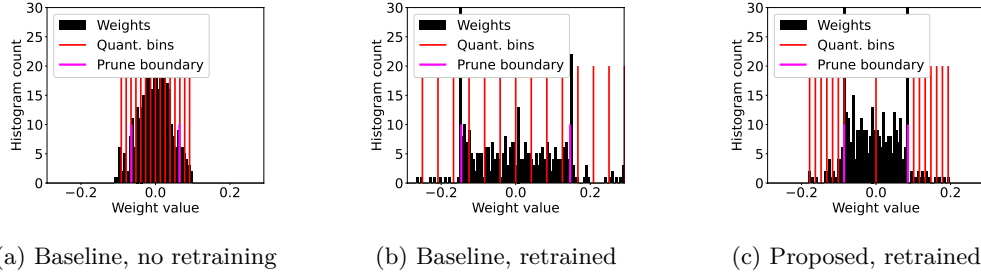 30
25
20
15
10
5
0
Histogram count
Weights
Quant. bins
Prune boundary
−0.2 0.0 0.2
Weight value
(a) Baseline, no retraining
30
25
20
15
10
5
0
Histogram count
Weights
Quant. bins
Prune boundary
−0.2 0.0 0.2
Weight value
(b) Baseline, retrained
30
25
20
15
10
5
0
Histogram count
Weights
Quant. bins
Prune boundary
−0.2 0.0 0.2
Weight value
(c) Proposed, retrained